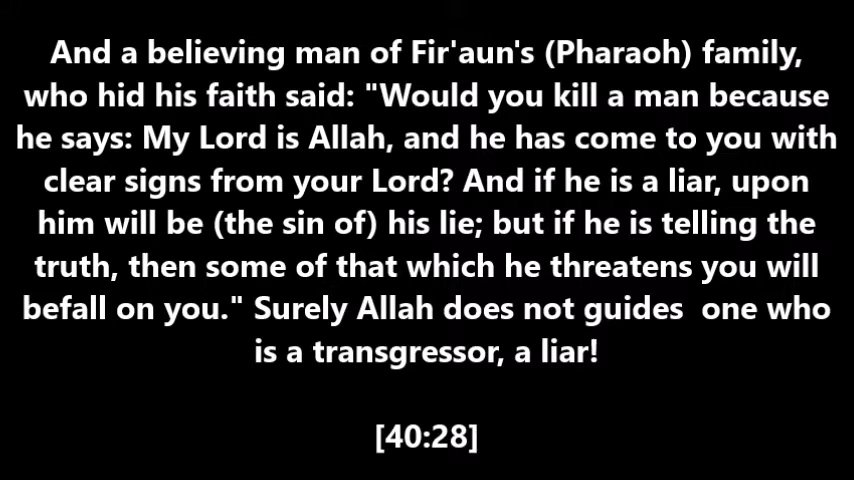 And a believing man of Fir'aun's (Pharaoh) family,
who hid his faith said: "Would you kill a man because
he says: My Lord is Allah, and he has come to you with
clear signs from your Lord? And if he is a liar, upon
him will be (the sin of) his lie; but if he is telling the
truth, then some of that which he threatens you will
befall on you." Surely Allah does not guides  one who
is a transgressor, a liar!
[40:28]